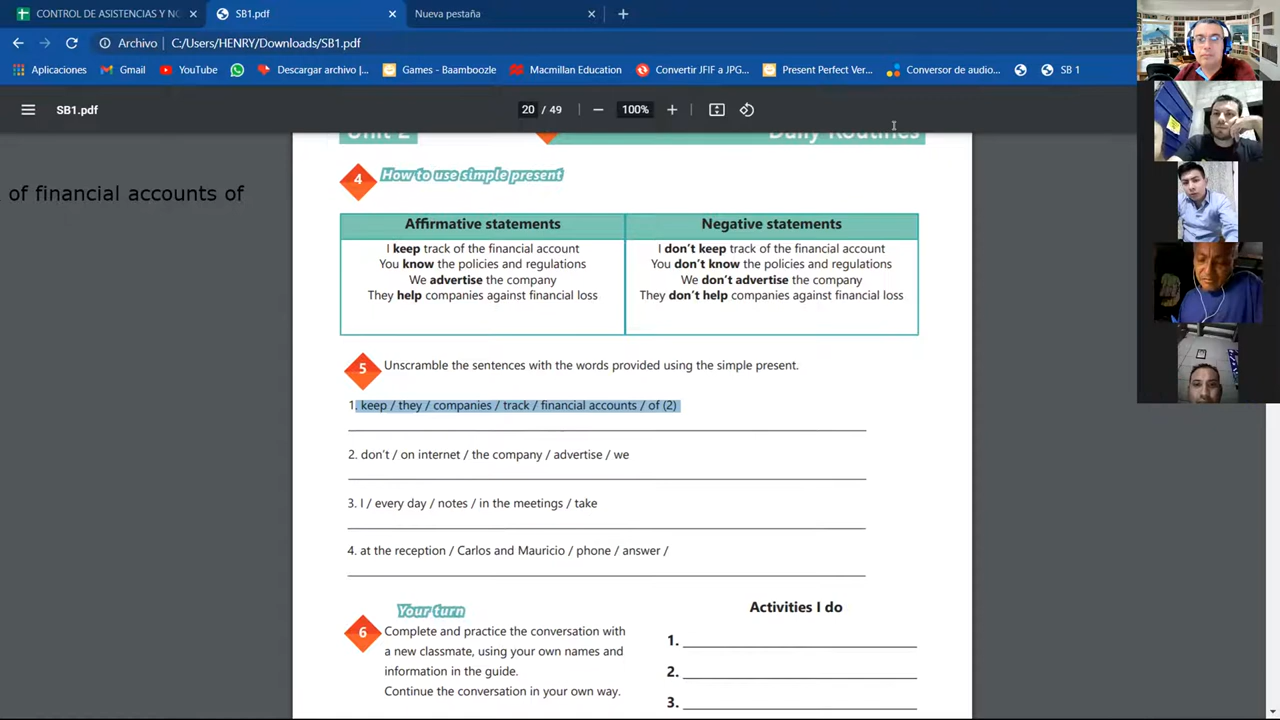 CONTROL DE ASISTENCIAS Y NO
SB1.pdf
Nueva pestaña
Archivo
C:/Users/HENRY/Downloads/SB1.pdf
Aplicaciones
Gmail
YouTube
Descargar archivo |...
Games - Baamboozle
Macmillan Education
Convertir JFIF a JPG...
Present Perfect Ver...
Conversor de audio...
SB 1
SB1.pdf
20 / 49
100%
of financial accounts of
Unit 2
Daily Routines
4 How to use simple present
Affirmative statements
I keep track of the financial account
You know the policies and regulations
We advertise the company
They help companies against financial loss
Negative statements
I don't keep track of the financial account
You don't know the policies and regulations
We don't advertise the company
They don't help companies against financial loss
5 Unscramble the sentences with the words provided using the simple present.
1. keep / they / companies / track / financial accounts / of (2)
2. don't / on internet / the company / advertise / we
3. I / every day / notes / in the meetings / take
4. at the reception / Carlos and Mauricio / phone / answer /
6 Your turn
Complete and practice the conversation with
a new classmate, using your own names and
information in the guide.
Continue the conversation in your own way.
Activities I do
1.
2.
3.